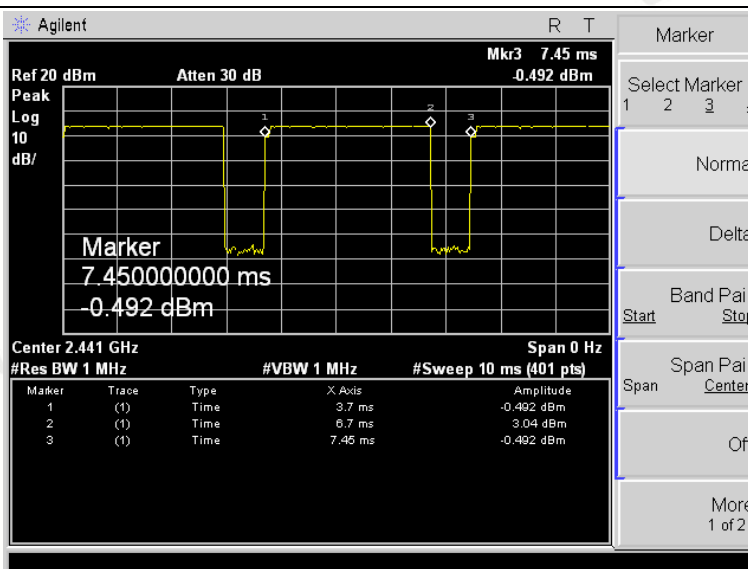 Agilent R T
Mkr3 7.45 ms
Ref 20 dBm Atten 30 dB -0.492 dBm
Peak
Log
10
dB/
1
2
3
Marker
7.450000000 ms
-0.492 dBm
Center 2.441 GHz Span 0 Hz
#Res BW 1 MHz #VBW 1 MHz #Sweep 10 ms (401 pts)
Marker Trace Type X Axis Amplitude
1 (1) Time 3.7 ms -0.492 dBm
2 (1) Time 6.7 ms 3.04 dBm
3 (1) Time 7.45 ms -0.492 dBm
Marker
Select Marker
1 2 3
Norma
Delta
Band Pai
Start Stop
Span Pai
Span Center
Of
More
1 of 2